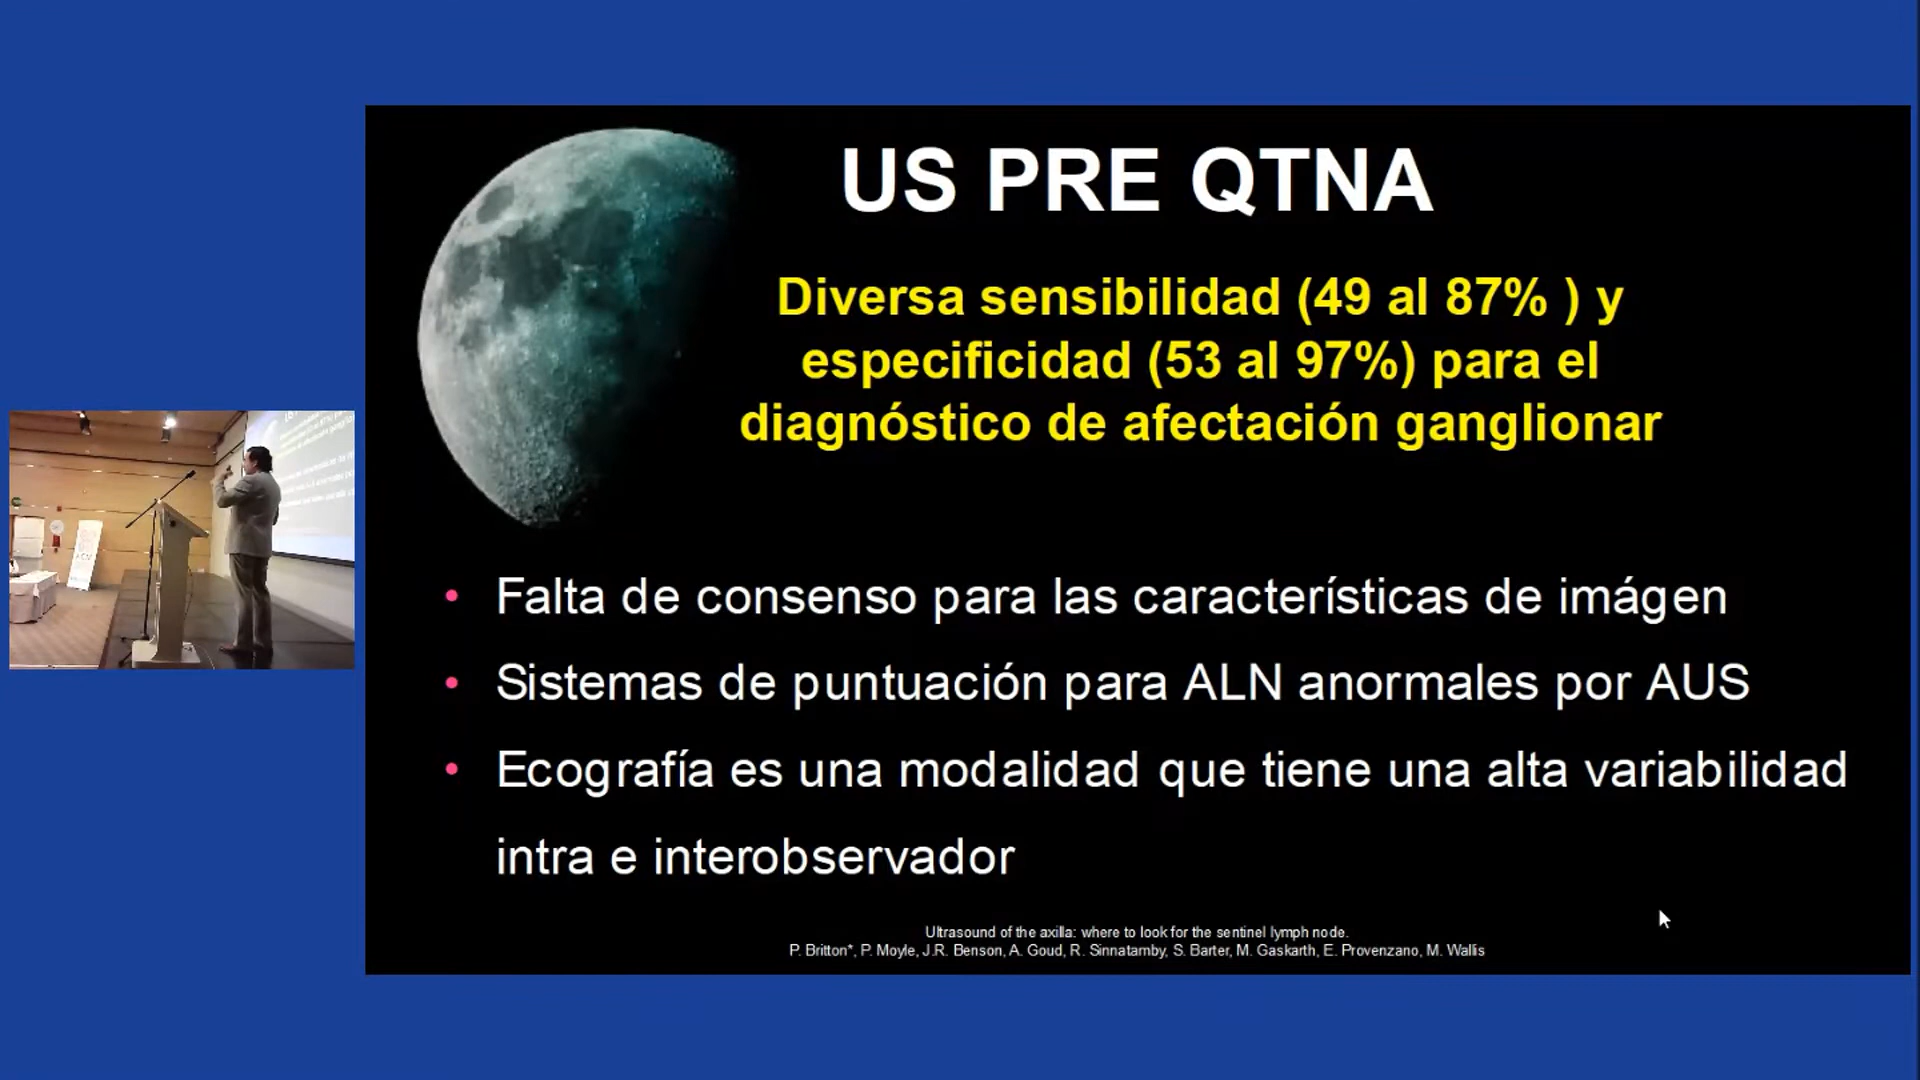 US PRE QTNA
Diversa sensibilidad (49 al 87% ) y
especificidad (53 al 97%) para el
diagnóstico de afectación ganglionar
• Falta de consenso para las características de imágen
• Sistemas de puntuación para ALN anormales por AUS
• Ecografía es una modalidad que tiene una alta variabilidad
intra e interobservador
Ultrasound of the axilla: where to look for the sentinel lymph node.
P. Britton*, P. Moyle, J.R. Benson, A. Goud, R. Sinnatamby, S. Barter, M. Gaskarth, E. Provenzano, M. Wallis